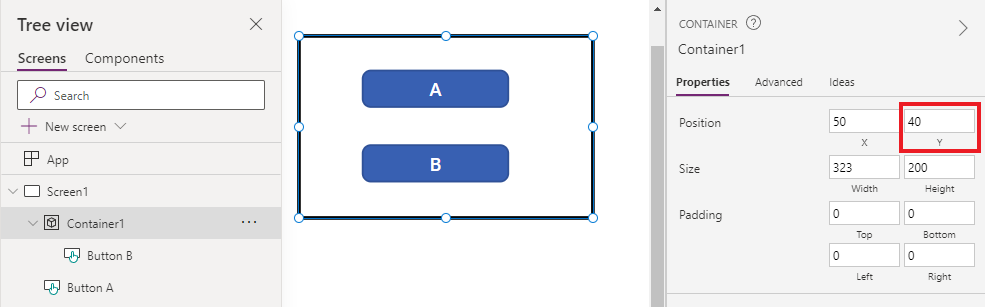 Tree view
Screens Components
Search
New screen
App
Screen1
Container1 ...
Button B
Button A
A
B
CONTAINER ?
Container1
Properties Advanced Ideas
Position 50 40
X Y
Size 323 200
Width Height
Padding 0 0
Top Bottom
0 0
Left Right